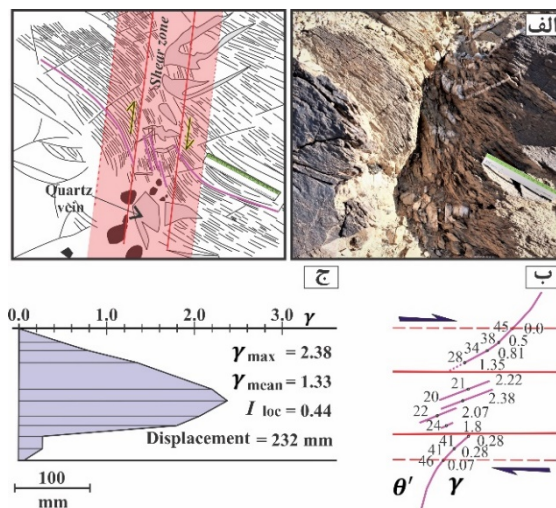 Shear zone
Quartz
vein
الف
ج
0.0 1.0 2.0 3.0 γ
γ max = 2.38
γ mean = 1.33
I loc = 0.44
Displacement = 232 mm
100
mm
ب
45 0.0
38 0.5
34 0.81
28 1.35
21 2.22
20 2.38
22 2.07
24 1.8
41 0.28
41 0.28
46 0.07
θ' γ